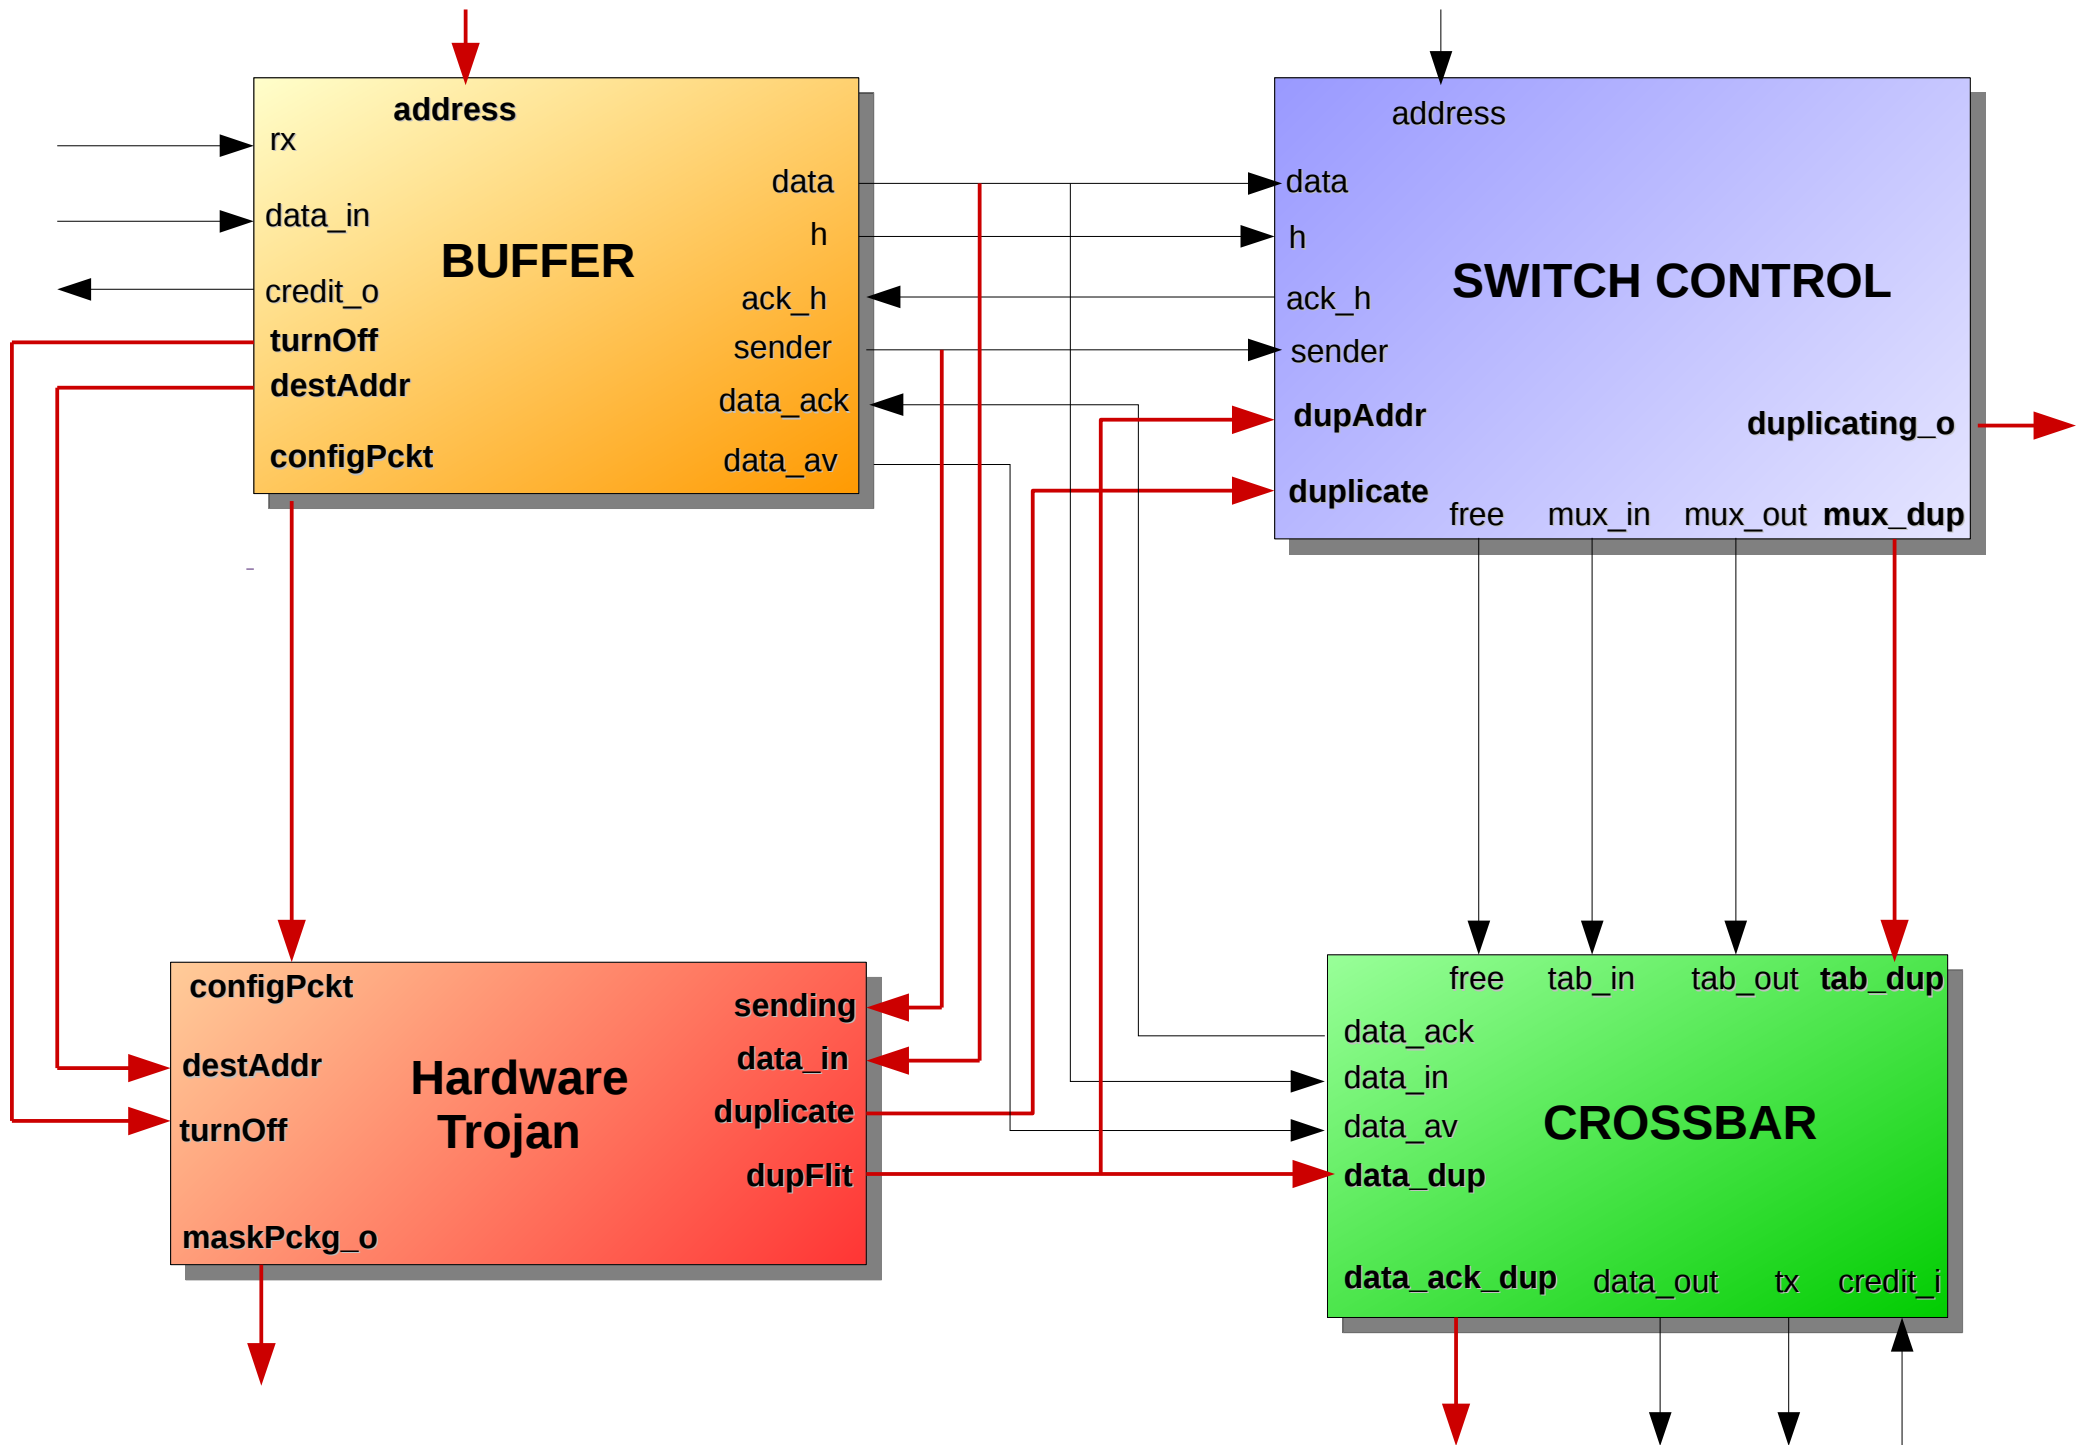 address
rx
data_in
credit_o
turnOff
destAddr
configPckt
BUFFER
data
h
ack_h
sender
data_ack
data_av
address
data
h
ack_h
sender
dupAddr
duplicate
SWITCH CONTROL
duplicating_o
free
mux_in
mux_out
mux_dup
configPckt
destAddr
turnOff
maskPckg_o
Hardware
Trojan
sending
data_in
duplicate
dupFlit
free
tab_in
tab_out
tab_dup
data_ack
data_in
data_av
data_dup
CROSSBAR
data_ack_dup
data_out
tx
credit_i